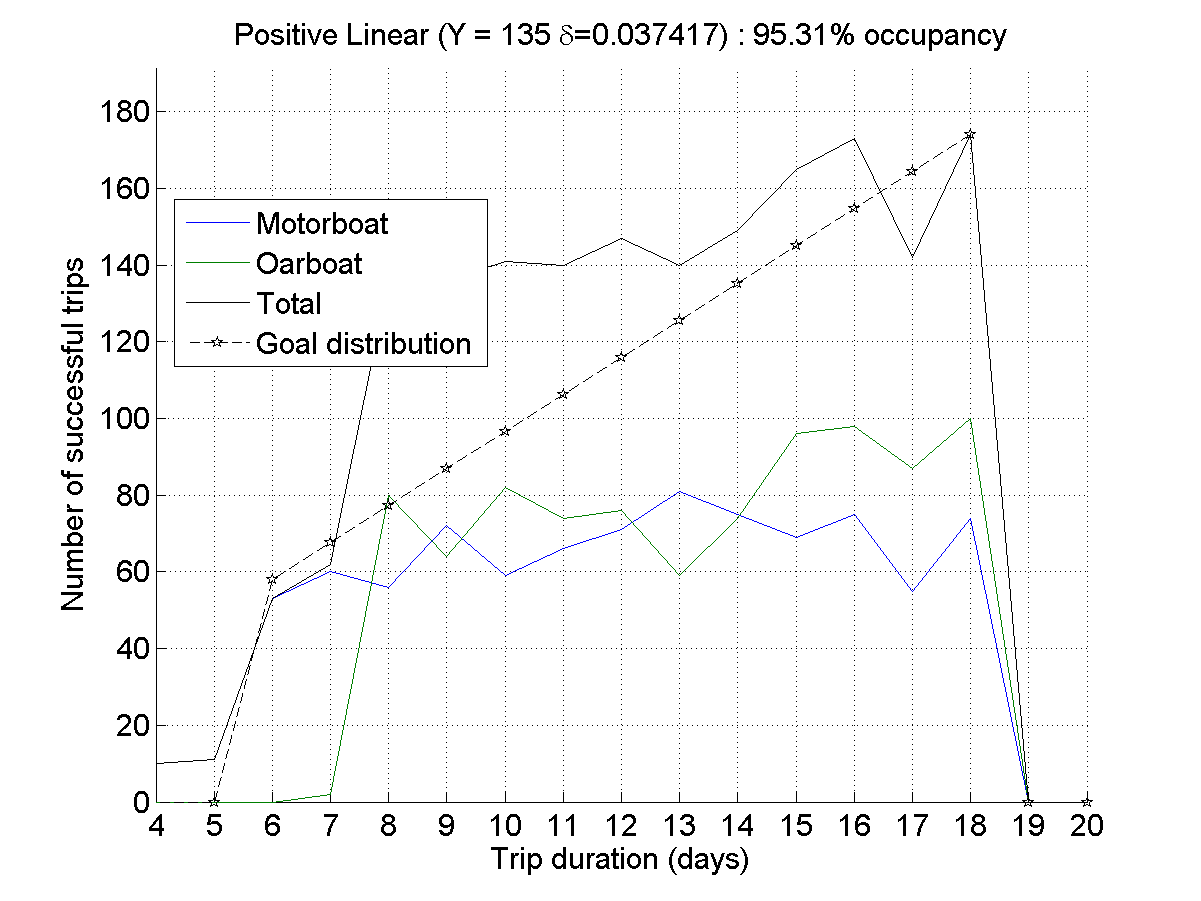 Positive Linear (Y = 135 δ=0.037417) : 95.31% occupancy
Number of successful trips
180
160
140
120
100
80
60
40
20
0
Motorboat
Oarboat
Total
Goal distribution
4 5 6 7 8 9 10 11 12 13 14 15 16 17 18 19 20
Trip duration (days)